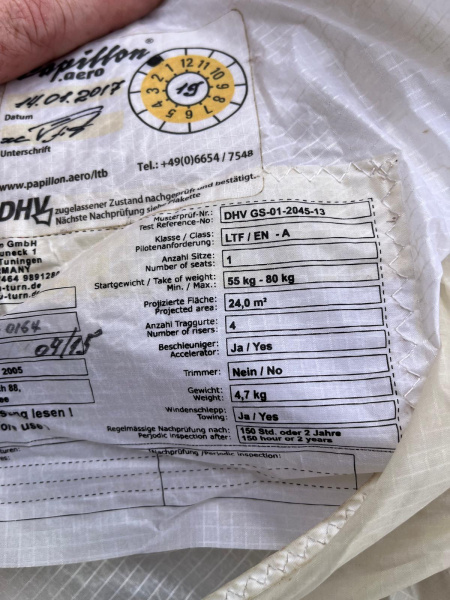 Papillon
.aero
14.01.2017
Datum
Unterschrift
1 12 11 10 9 8 7 6 5 4 3
19
Tel.: +49(0)6654 / 7548
www.papillon.aero/ltb
DHV zugelassener Zustand nachgeprüft und bestätigt.
Nächste Nachprüfung siehe Plakette
Musterprüf-Nr.: DHV GS-01-2045-13
Test Reference-No:
Klasse / Class: LTF / EN - A
Pilotenanforderung:
Anzahl Sitze: 1
Number of seats:
Startgewicht / Take of weight: 55 kg - 80 kg
Min. / Max.:
Projizierte Fläche: 24,0 m²
Projected area:
Anzahl Traggurte: 4
Number of risers:
Beschleuniger: Ja / Yes
Accelerator:
Trimmer: Nein / No
Gewicht: 4,7 kg
Weight:
Windenschlepp: Ja / Yes
Towing:
Regelmässige Nachprüfung nach: 150 Std. oder 2 Jahre
Periodic inspection after: 150 hour or 2 years
GmbH
Tuningen
u-turn.de
0164
04/15
2005
88,
lesen !
Nachprüfung /Periodic inspection: